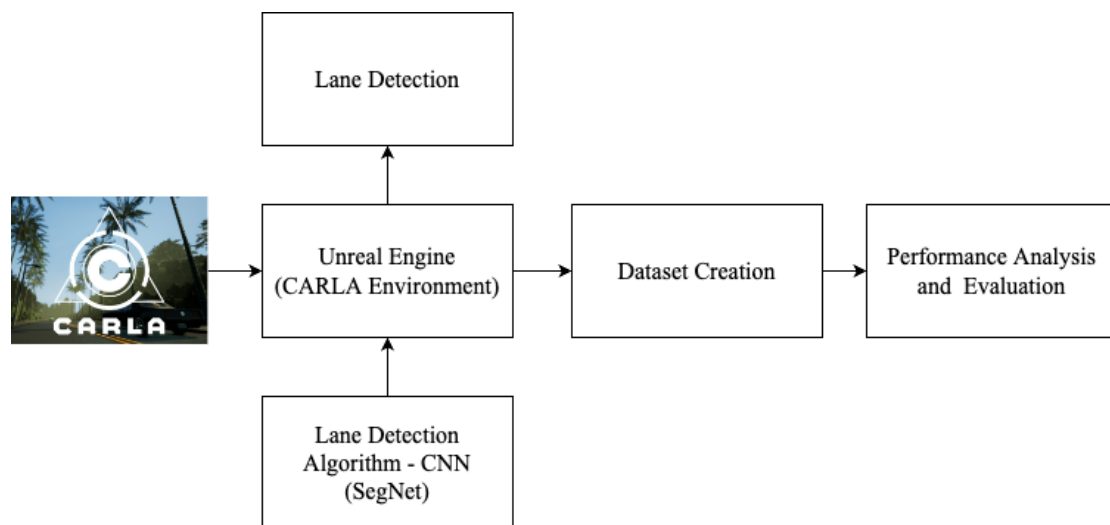 Lane Detection
CARLA
Unreal Engine
(CARLA Environment)
Dataset Creation
Performance Analysis
and Evaluation
Lane Detection
Algorithm - CNN
(SegNet)